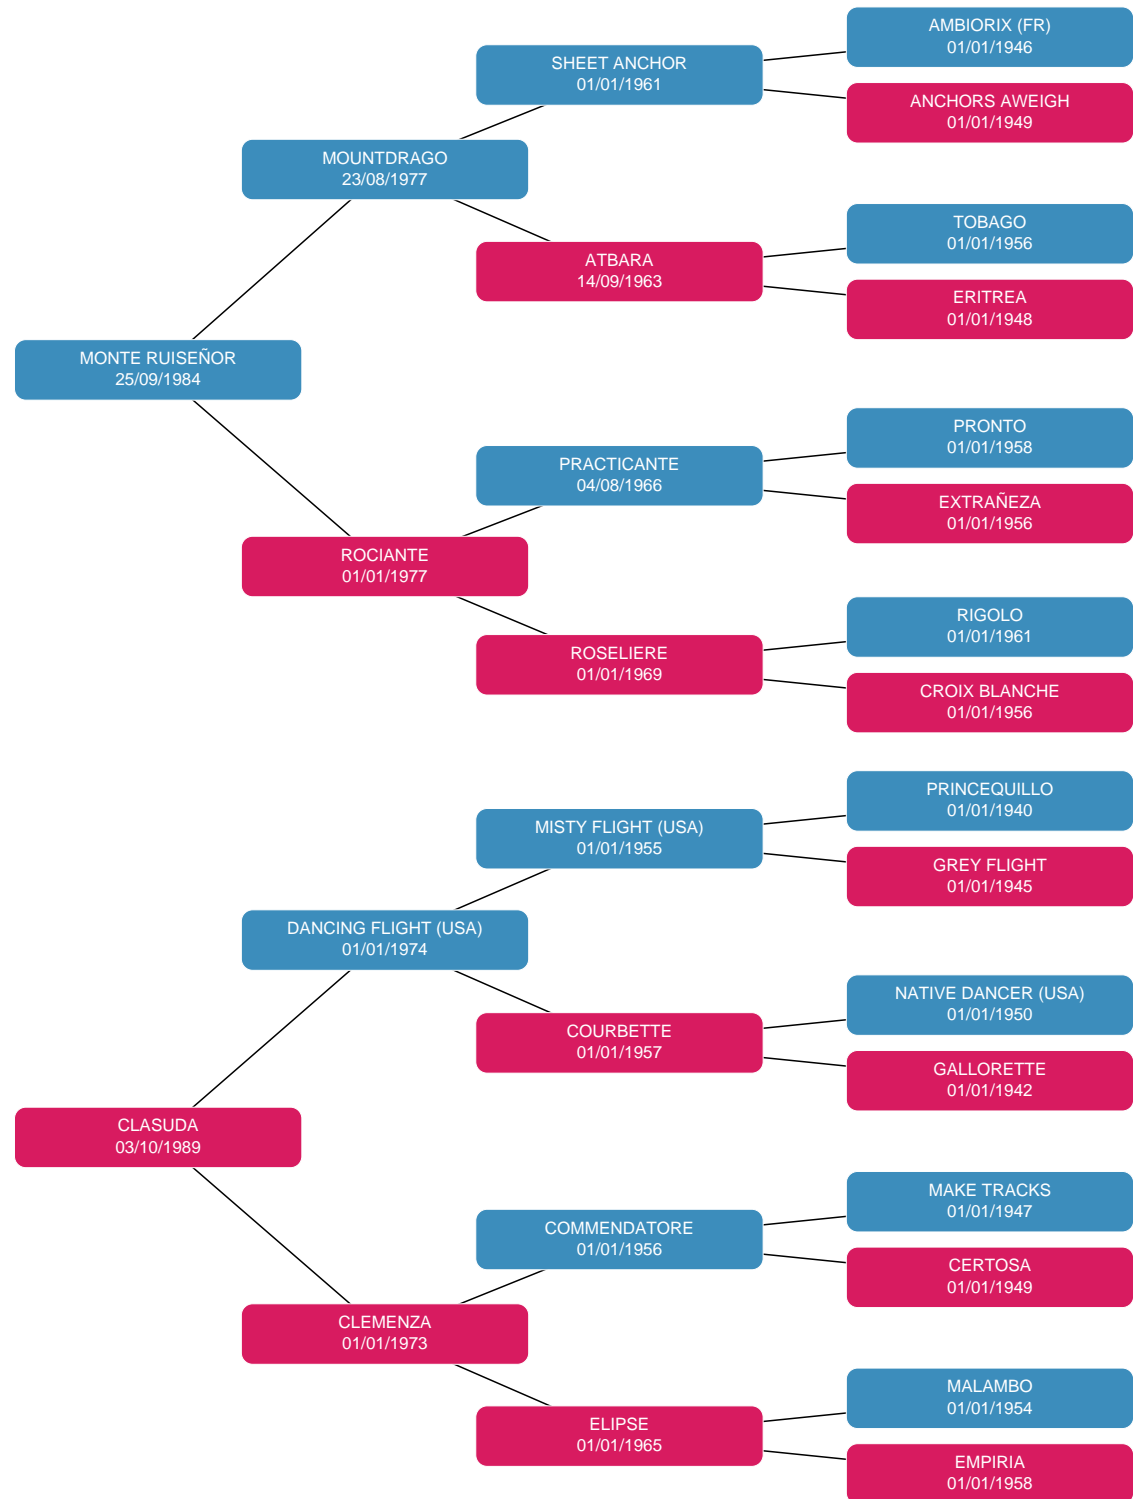 AMBIORIX (FR)
01/01/1946
SHEET ANCHOR
01/01/1961
ANCHORS AWEIGH
01/01/1949
MOUNTDRAGO
23/08/1977
TOBAGO
01/01/1956
ATBARA
14/09/1963
ERITREA
01/01/1948
MONTE RUISEÑOR
25/09/1984
PRONTO
01/01/1958
PRACTICANTE
04/08/1966
EXTRAÑEZA
01/01/1956
ROCIANTE
01/01/1977
RIGOLO
01/01/1961
ROSELIERE
01/01/1969
CROIX BLANCHE
01/01/1956
PRINCEQUILLO
01/01/1940
MISTY FLIGHT (USA)
01/01/1955
GREY FLIGHT
01/01/1945
DANCING FLIGHT (USA)
01/01/1974
NATIVE DANCER (USA)
01/01/1950
COURBETTE
01/01/1957
GALLORETTE
01/01/1942
CLASUDA
03/10/1989
MAKE TRACKS
01/01/1947
COMMENDATORE
01/01/1956
CERTOSA
01/01/1949
CLEMENZA
01/01/1973
MALAMBO
01/01/1954
ELIPSE
01/01/1965
EMPIRIA
01/01/1958